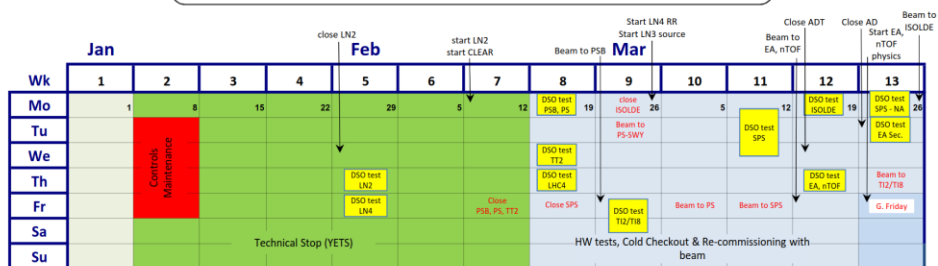 Beam to
ISOLDE
Start LN4 RR
Start LN3 source
Close ADT
Close AD
Start EA,
nTOF
physics
close LN2
start LN2
start CLEAR
Beam to PSB
Beam to
EA, nTOF
Jan
Feb
Mar
Wk 1 2 3 4 5 6 7 8 9 10 11 12 13
Mo 1 8 15 22 29 5 12 DSO test PSB, PS 19 close ISOLDE 26 5 12 DSO test ISOLDE 19 DSO test SPS - NA 26
Tu Beam to PS-SWY DSO test SPS DSO test EA Sec.
Controls
Maintenance
We DSO test TT2
Th DSO test LN2 DSO test LHC4 DSO test EA, nTOF Beam to TI2/TI8
Fr DSO test LN4 Close PSB, PS, TT2 Close SPS DSO test TI2/TI8 Beam to PS Beam to SPS G. Friday
Sa
Technical Stop (YETS)
HW tests, Cold Checkout & Re-commissioning with
beam
Su